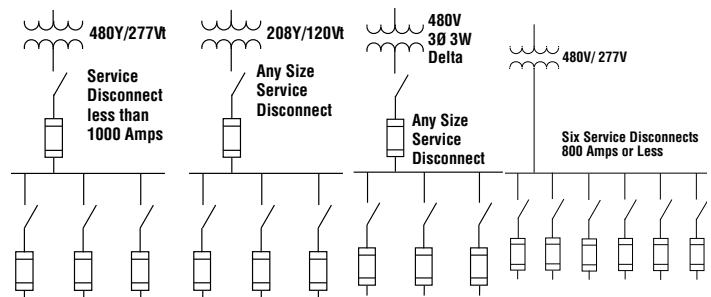 480Y/277Vt
Service
Disconnect
less than
1000 Amps
208Y/120Vt
Any Size
Service
Disconnect
480V
3Ø 3W
Delta
Any Size
Service
Disconnect
480V/ 277V
Six Service Disconnects
800 Amps or Less